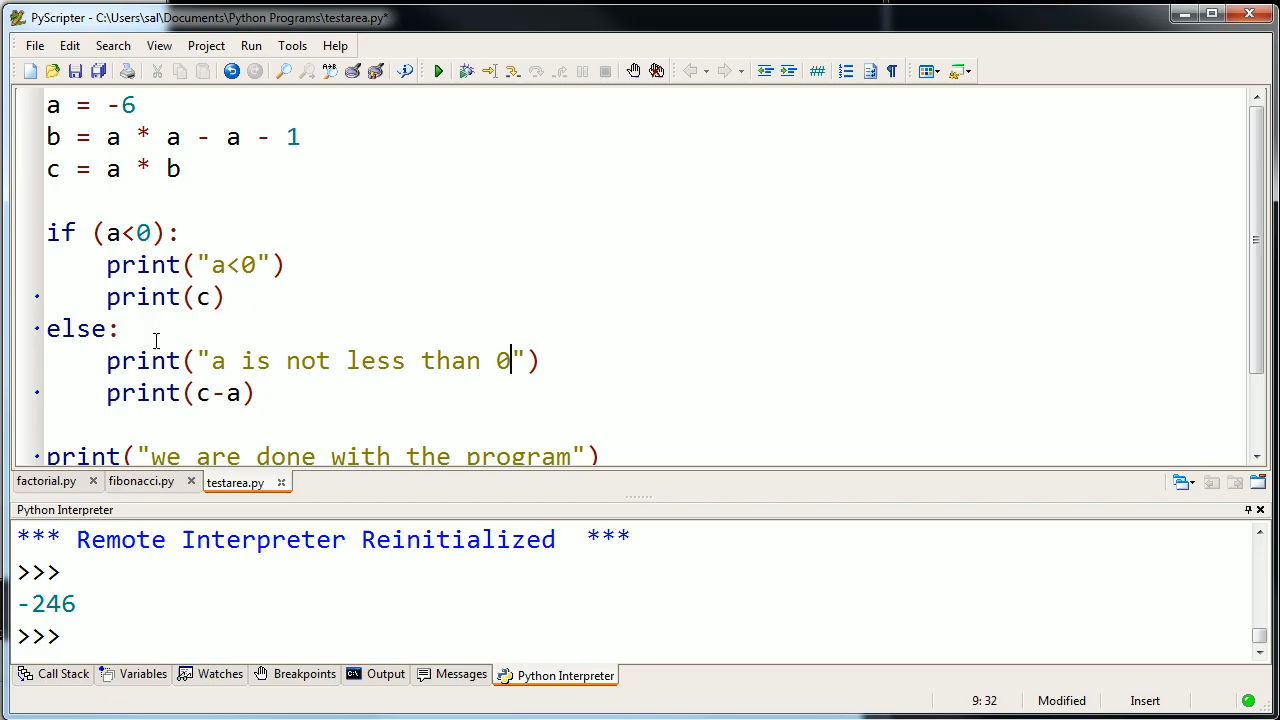 PyScripter - C:\Users\sal\Documents\Python Programs\testarea.py*
File Edit Search View Project Run Tools Help
a = -6
b = a * a - a - 1
c = a * b
if (a<0):
print("a<0")
print(c)
else:
print("a is not less than 0")
print(c-a)
print("we are done with the program")
factorial.py fibonacci.py testarea.py
Python Interpreter
*** Remote Interpreter Reinitialized ***
>>>
-246
>>>
Call Stack Variables Watches Breakpoints Output Messages Python Interpreter
9: 32 Modified Insert